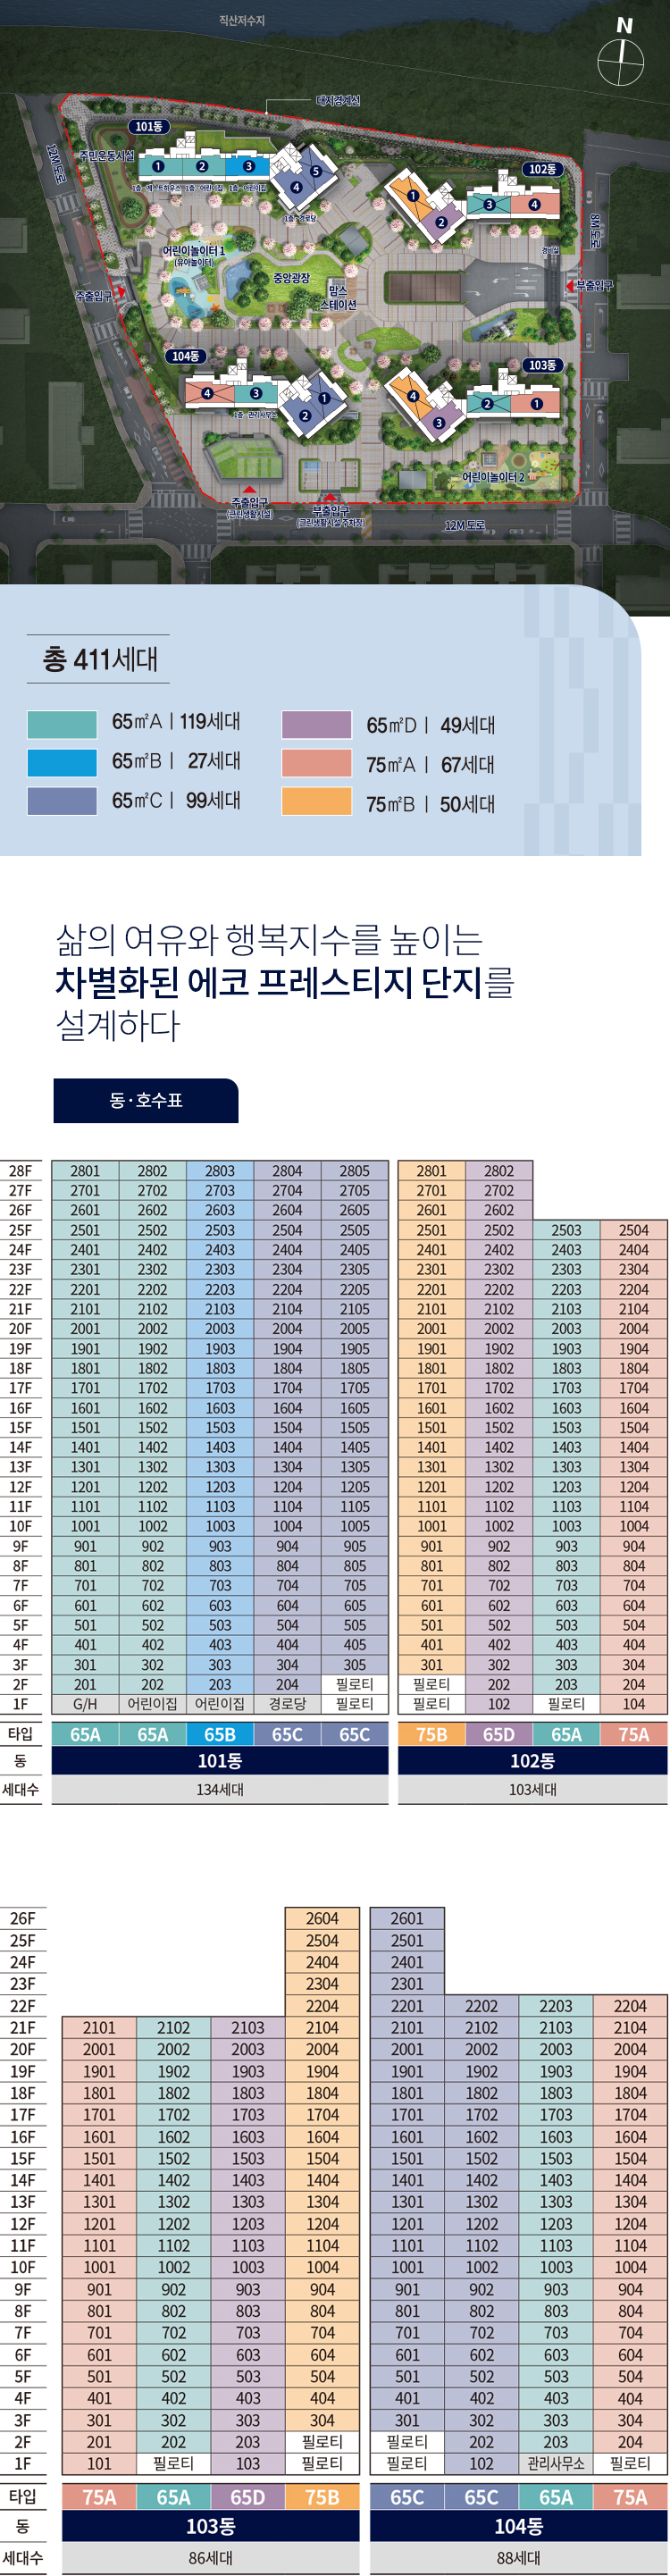 직산저수지
N
대지경계선
101동
주민운동시설
12M 도로
102동
1 2 3 4 5
1층 - 게스트하우스 1층 - 어린이집 1층 - 어린이집
1층 - 경로당
1 2 3 4
8M 도로
어린이놀이터 1
(유아놀이터)
중앙광장
맘스
스테이션
경비실
주출입구
부출입구
104동
103동
4 3 2 1
1층 - 관리사무소
4 3 2 1
어린이놀이터 2
주출입구
(근린생활시설)
부출입구
(근린생활시설 주차장)
12M 도로
총 411세대
65㎡A | 119세대
65㎡B | 27세대
65㎡C | 99세대
65㎡D | 49세대
75㎡A | 67세대
75㎡B | 50세대
삶의 여유와 행복지수를 높이는
차별화된 에코 프레스티지 단지를
설계하다
동·호수표
28F 2801 2802 2803 2804 2805 2801 2802
27F 2701 2702 2703 2704 2705 2701 2702
26F 2601 2602 2603 2604 2605 2601 2602
25F 2501 2502 2503 2504 2505 2501 2502 2503 2504
24F 2401 2402 2403 2404 2405 2401 2402 2403 2404
23F 2301 2302 2303 2304 2305 2301 2302 2303 2304
22F 2201 2202 2203 2204 2205 2201 2202 2203 2204
21F 2101 2102 2103 2104 2105 2101 2102 2103 2104
20F 2001 2002 2003 2004 2005 2001 2002 2003 2004
19F 1901 1902 1903 1904 1905 1901 1902 1903 1904
18F 1801 1802 1803 1804 1805 1801 1802 1803 1804
17F 1701 1702 1703 1704 1705 1701 1702 1703 1704
16F 1601 1602 1603 1604 1605 1601 1602 1603 1604
15F 1501 1502 1503 1504 1505 1501 1502 1503 1504
14F 1401 1402 1403 1404 1405 1401 1402 1403 1404
13F 1301 1302 1303 1304 1305 1301 1302 1303 1304
12F 1201 1202 1203 1204 1205 1201 1202 1203 1204
11F 1101 1102 1103 1104 1105 1101 1102 1103 1104
10F 1001 1002 1003 1004 1005 1001 1002 1003 1004
9F 901 902 903 904 905 901 902 903 904
8F 801 802 803 804 805 801 802 803 804
7F 701 702 703 704 705 701 702 703 704
6F 601 602 603 604 605 601 602 603 604
5F 501 502 503 504 505 501 502 503 504
4F 401 402 403 404 405 401 402 403 404
3F 301 302 303 304 305 301 302 303 304
2F 201 202 203 204 필로티 필로티 202 203 204
1F G/H 어린이집 어린이집 경로당 필로티 필로티 102 필로티 104
타입 65A 65A 65B 65C 65C 75B 65D 65A 75A
동 101동 102동
세대수 134세대 103세대
26F 2604 2601
25F 2504 2501
24F 2404 2401
23F 2304 2301
22F 2204 2201 2202 2203 2204
21F 2101 2102 2103 2104 2101 2102 2103 2104
20F 2001 2002 2003 2004 2001 2002 2003 2004
19F 1901 1902 1903 1904 1901 1902 1903 1904
18F 1801 1802 1803 1804 1801 1802 1803 1804
17F 1701 1702 1703 1704 1701 1702 1703 1704
16F 1601 1602 1603 1604 1601 1602 1603 1604
15F 1501 1502 1503 1504 1501 1502 1503 1504
14F 1401 1402 1403 1404 1401 1402 1403 1404
13F 1301 1302 1303 1304 1301 1302 1303 1304
12F 1201 1202 1203 1204 1201 1202 1203 1204
11F 1101 1102 1103 1104 1101 1102 1103 1104
10F 1001 1002 1003 1004 1001 1002 1003 1004
9F 901 902 903 904 901 902 903 904
8F 801 802 803 804 801 802 803 804
7F 701 702 703 704 701 702 703 704
6F 601 602 603 604 601 602 603 604
5F 501 502 503 504 501 502 503 504
4F 401 402 403 404 401 402 403 404
3F 301 302 303 304 301 302 303 304
2F 201 202 203 필로티 필로티 202 203 204
1F 101 필로티 103 필로티 필로티 102 관리사무소 필로티
타입 75A 65A 65D 75B 65C 65C 65A 75A
동 103동 104동
세대수 86세대 88세대